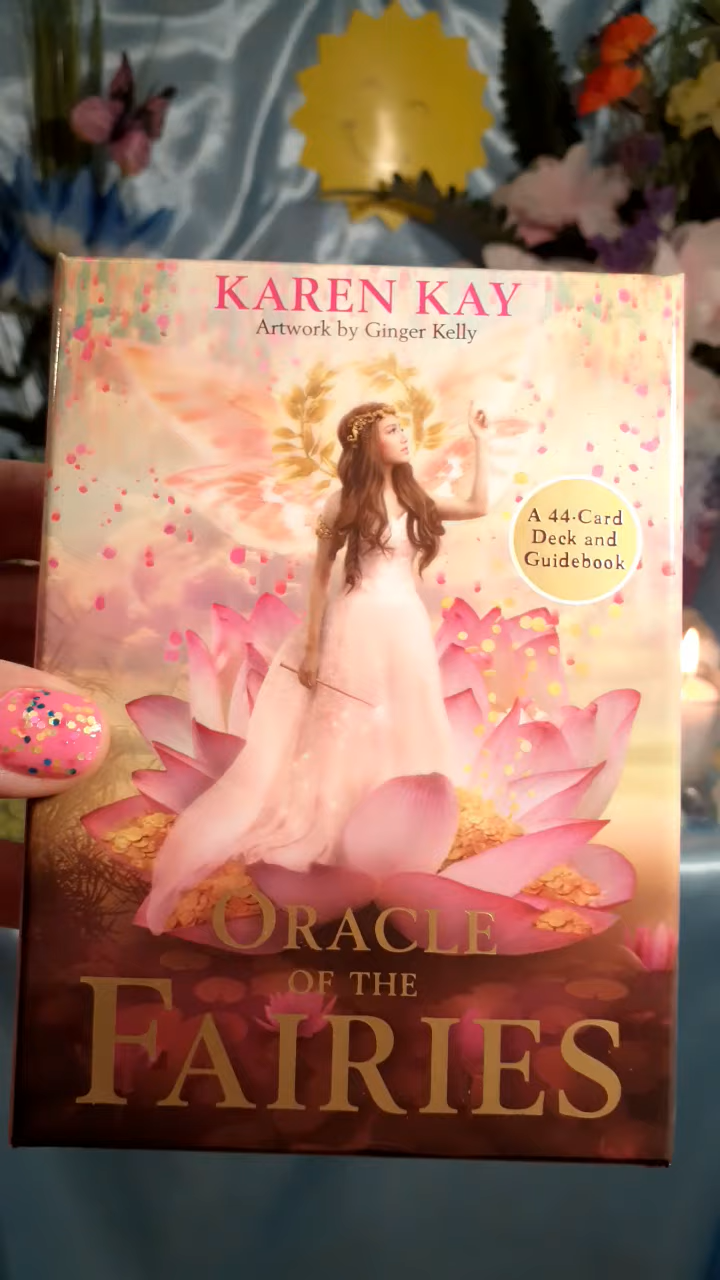 KAREN KAY
Artwork by Ginger Kelly
A 44-Card
Deck and
Guidebook
ORACLE
OF THE
FAIRIES